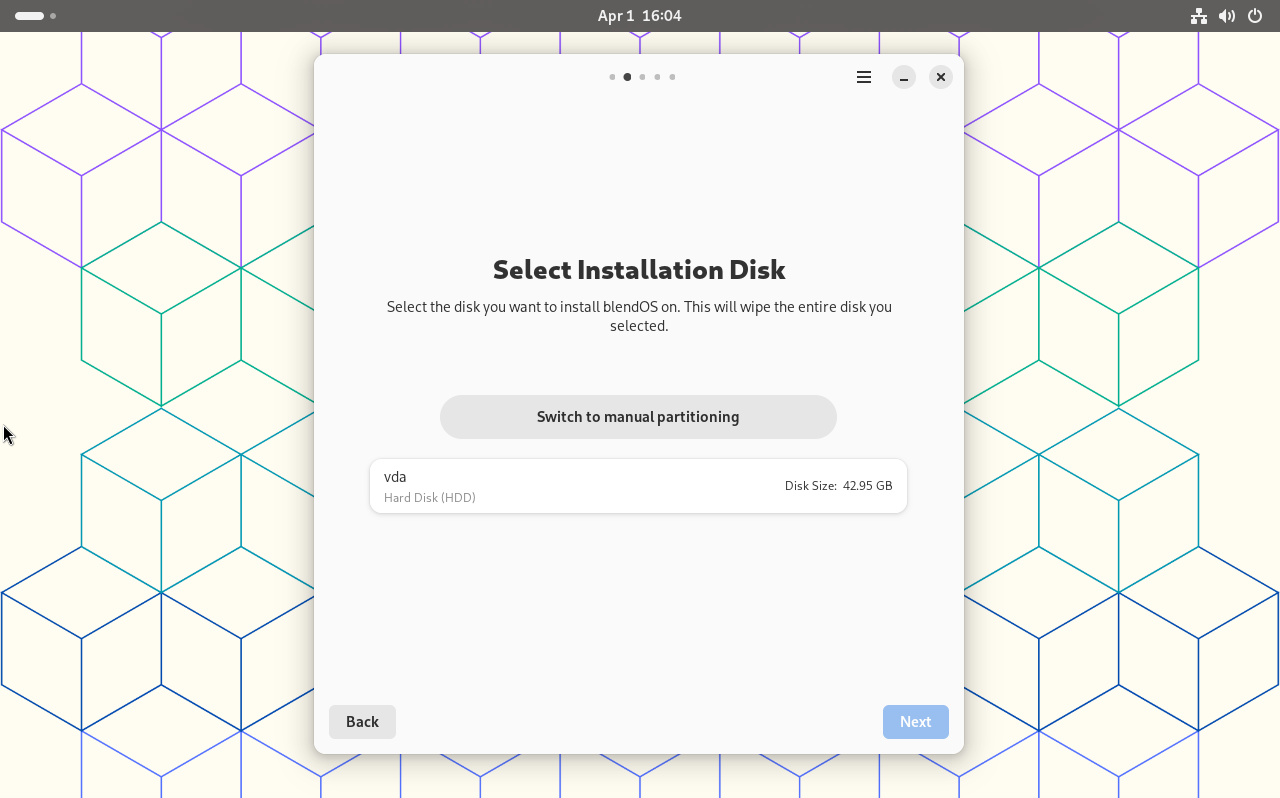 Apr 1 16:04
Select Installation Disk
Select the disk you want to install blendOS on. This will wipe the entire disk you
selected.
Switch to manual partitioning
vda
Hard Disk (HDD)
Disk Size: 42.95 GB
Back
Next